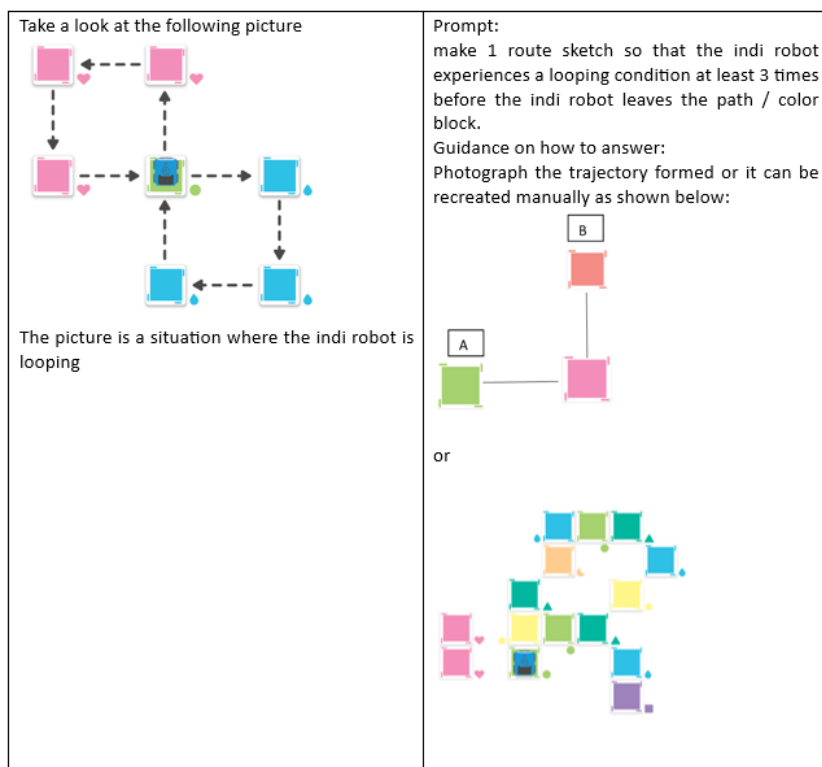 Take a look at the following picture
The picture is a situation where the indi robot is
looping
Prompt:
make 1 route sketch so that the indi robot
experiences a looping condition at least 3 times
before the indi robot leaves the path / color
block.
Guidance on how to answer:
Photograph the trajectory formed or it can be
recreated manually as shown below:
B
A
or